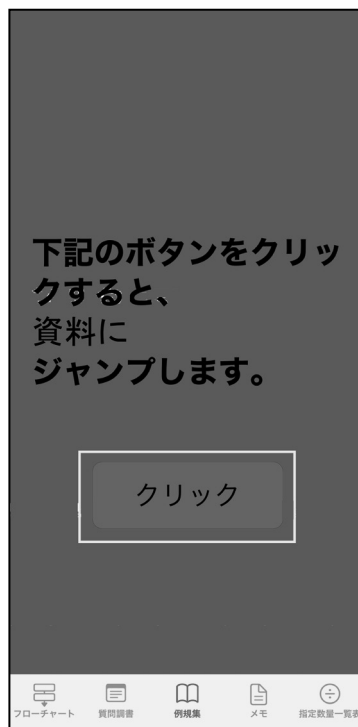 下記のボタンをクリッ
クすると、
資料に
ジャンプします。
クリック
フローチャート 質問調書 例規集 メモ 指定数量一覧表